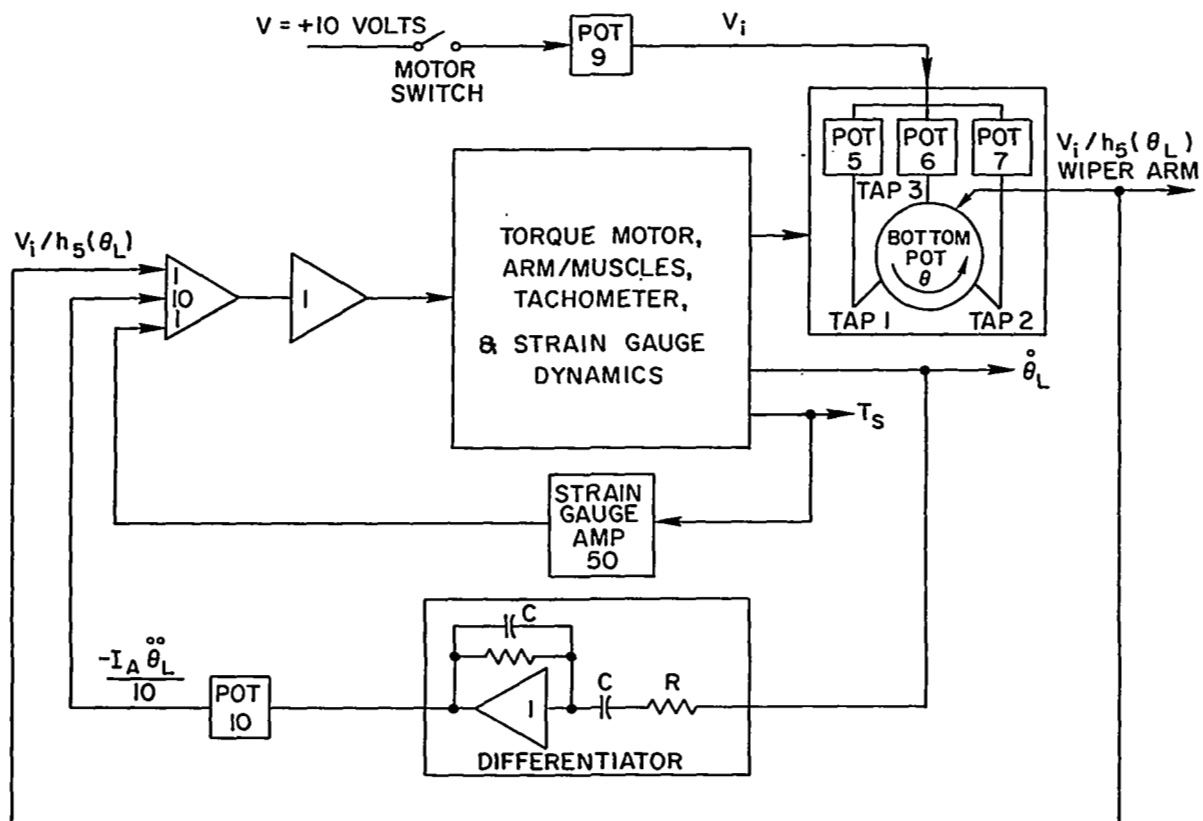 V = +10 VOLTS
MOTOR
SWITCH
POT
9
Vi
POT
5
POT
6
POT
7
TAP 3
BOTTOM
POT
θ
TAP 1
TAP 2
Vi/h5(θL)
WIPER ARM
Vi/h5(θL)
1
10
1
1
TORQUE MOTOR,
ARM/MUSCLES,
TACHOMETER,
& STRAIN GAUGE
DYNAMICS
θ̊L
TS
STRAIN
GAUGE
AMP
50
C
C
R
1
DIFFERENTIATOR
-IA θ̊̊L
10
POT
10